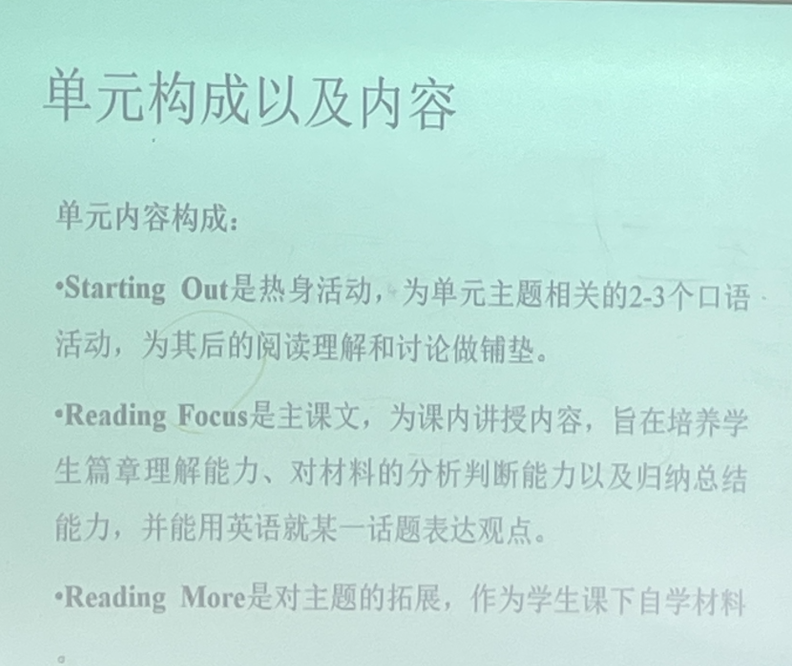 单元构成以及内容
单元内容构成：
•Starting Out是热身活动，为单元主题相关的2-3个口语
活动，为其后的阅读理解和讨论做铺垫。
•Reading Focus是主课文，为课内讲授内容，旨在培养学
生篇章理解能力、对材料的分析判断能力以及归纳总结
能力，并能用英语就某一话题表达观点。
•Reading More是对主题的拓展，作为学生课下自学材料
。